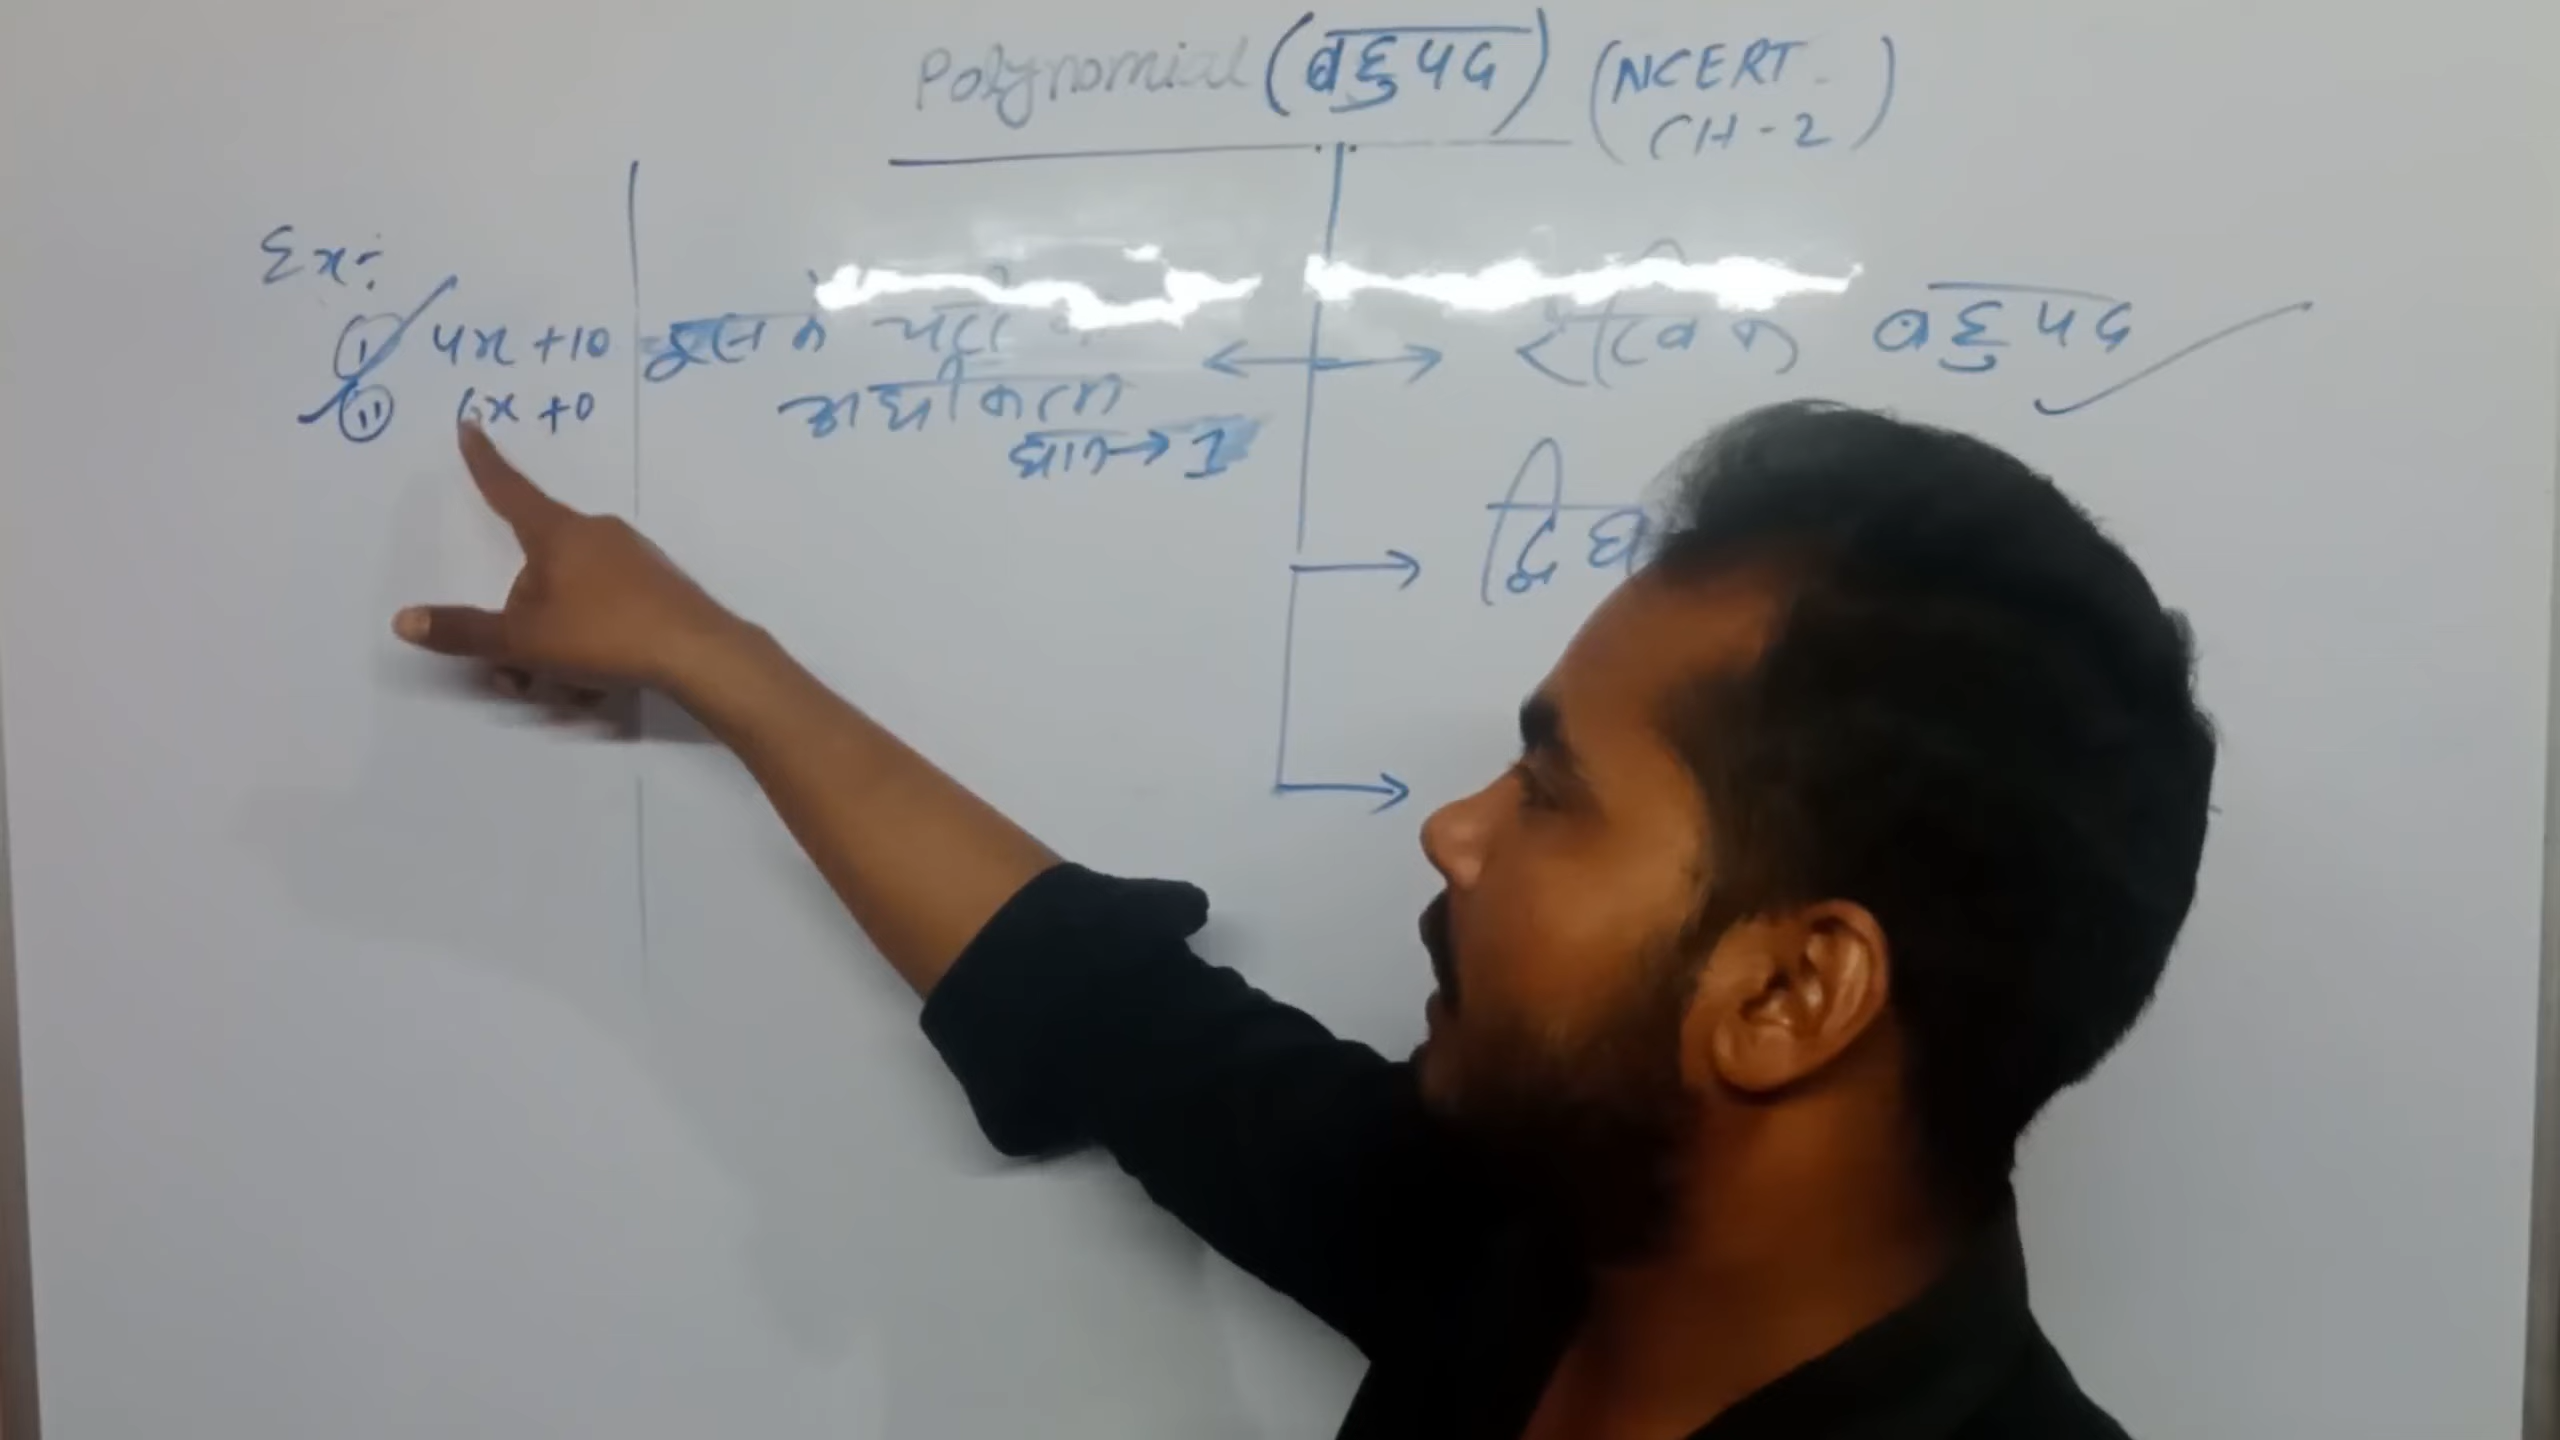 Polynomial (बहुपद) (NCERT - CH-2)
Ex:-
(i) 4x + 10
(ii) 6x + 0
इसके चरो
अधीकतम
घात → 1
रैखिक बहुपद
द्विघ